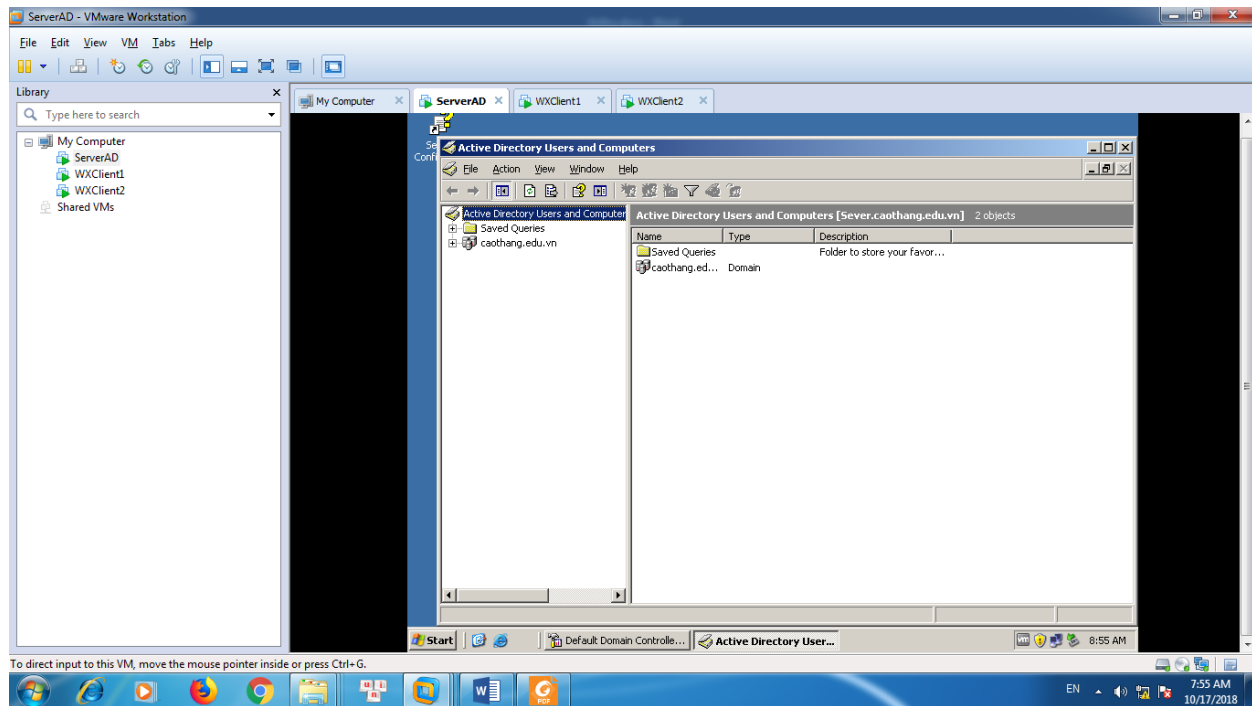 ServerAD - VMware Workstation
File Edit View VM Tabs Help
Library
Type here to search
My Computer
ServerAD
WXClient1
WXClient2
Shared VMs
My Computer ServerAD WXClient1 WXClient2
Active Directory Users and Computers
File Action View Window Help
Active Directory Users and Computer
Saved Queries
caothang.edu.vn
Active Directory Users and Computers [Sever.caothang.edu.vn] 2 objects
Name Type Description
Saved Queries Folder to store your favor...
caothang.ed... Domain
Start Default Domain Controlle... Active Directory User... 8:55 AM
To direct input to this VM, move the mouse pointer inside or press Ctrl+G.
EN 7:55 AM
10/17/2018